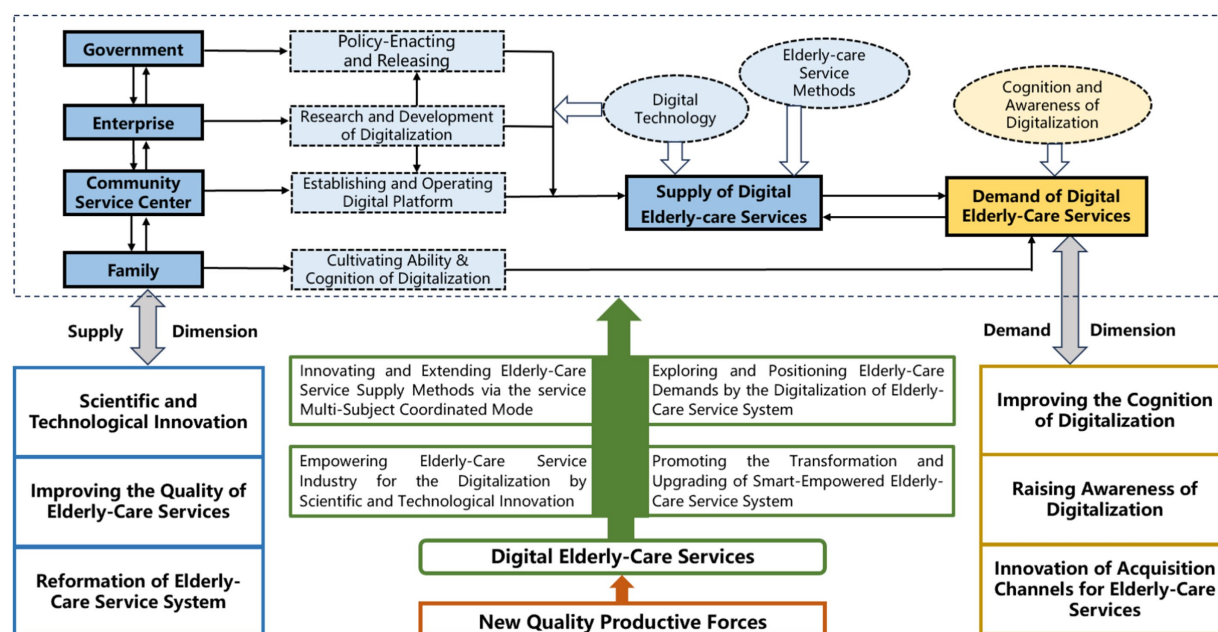 Government
Policy-Enacting
and Releasing
Elderly-care
Service
Methods
Digital
Technology
Cognition and
Awareness of
Digitalization
Enterprise
Research and Development
of Digitalization
Community
Service Center
Establishing and Operating
Digital Platform
Supply of Digital
Elderly-care Services
Demand of Digital
Elderly-Care Services
Family
Cultivating Ability &
Cognition of Digitalization
Supply Dimension
Demand Dimension
Scientific and
Technological Innovation
Improving the Quality of
Elderly-Care Services
Reformation of Elderly-
Care Service System
Innovating and Extending Elderly-Care
Service Supply Methods via the service
Multi-Subject Coordinated Mode
Exploring and Positioning Elderly-Care
Demands by the Digitalization of Elderly-
Care Service System
Empowering Elderly-Care Service
Industry for the Digitalization by
Scientific and Technological Innovation
Promoting the Transformation and
Upgrading of Smart-Empowered Elderly-
Care Service System
Digital Elderly-Care Services
New Quality Productive Forces
Improving the Cognition
of Digitalization
Raising Awareness of
Digitalization
Innovation of Acquisition
Channels for Elderly-Care
Services